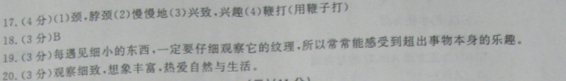 17.(4分)(1)颈,脖颈(2)慢慢地(3)兴致,兴趣(4)鞭打(用鞭子打)
18.(3分)B
19.(3分)每遇见细小的东西,一定要仔细观察它的纹理,所以常常能感受到超出事物本身的乐趣。
20.(3分)观察细致,想象丰富,热爱自然与生活。